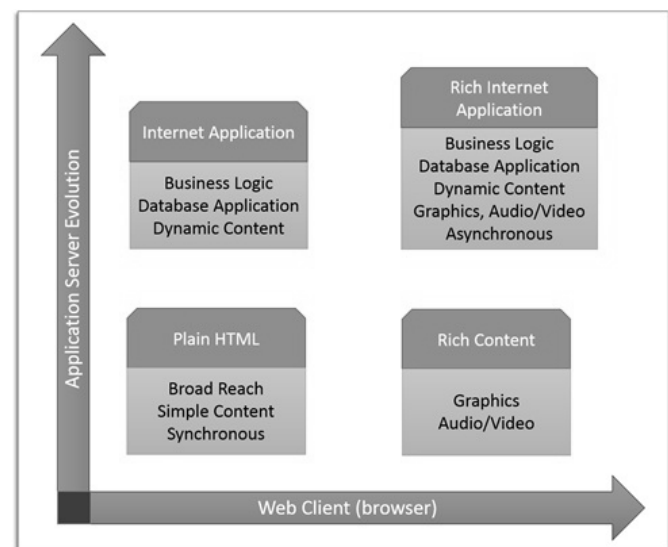 Application Server Evolution
Internet Application
Business Logic
Database Application
Dynamic Content
Rich Internet
Application
Business Logic
Database Application
Dynamic Content
Graphics, Audio/Video
Asynchronous
Plain HTML
Broad Reach
Simple Content
Synchronous
Rich Content
Graphics
Audio/Video
Web Client (browser)